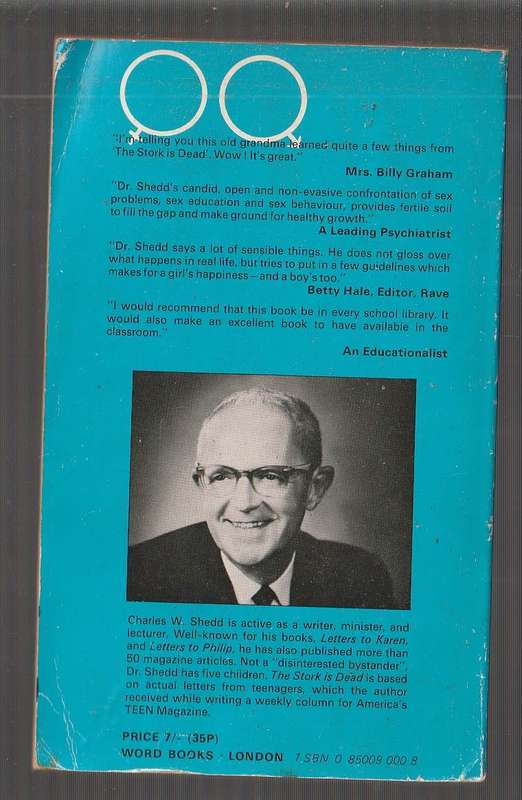 "I'm telling you this old grandma learned quite a few things from
'The Stork is Dead'. Wow! It's great."
Mrs. Billy Graham
"Dr. Shedd's candid, open and non-evasive confrontation of sex
problems, sex education and sex behaviour, provides fertile soil
to fill the gap and make ground for healthy growth."
A Leading Psychiatrist
"Dr. Shedd says a lot of sensible things. He does not gloss over
what happens in real life, but tries to put in a few guidelines which
makes for a girl's happiness—and a boy's too."
Betty Hale, Editor, Rave
"I would recommend that this book be in every school library. It
would also make an excellent book to have available in the
classroom."
An Educationalist
Charles W. Shedd is active as a writer, minister, and
lecturer. Well-known for his books, Letters to Karen,
and Letters to Philip, he has also published more than
50 magazine articles. Not a "disinterested bystander",
Dr. Shedd has five children. The Stork is Dead is based
on actual letters from teenagers, which the author
received while writing a weekly column for America's
TEEN Magazine.
PRICE 7/- (35P)
WORD BOOKS · LONDON ISBN 0 85009 000 8